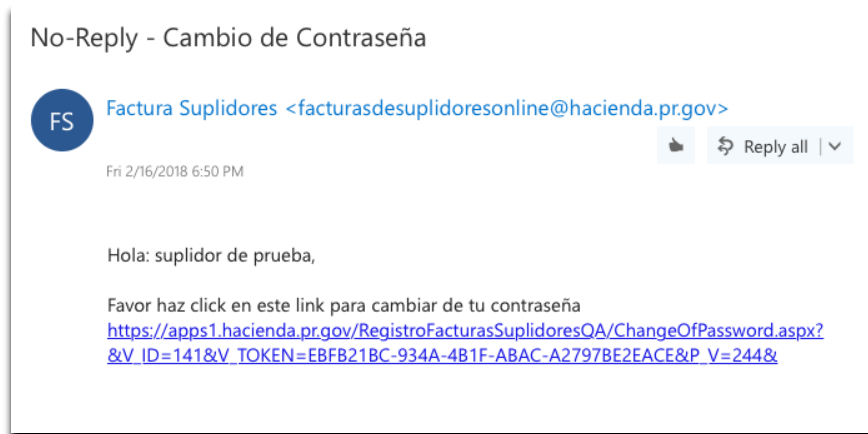 No-Reply - Cambio de Contraseña
FS
Factura Suplidores <facturasdesuplidoresonline@hacienda.pr.gov>
Reply all
Fri 2/16/2018 6:50 PM
Hola: suplidor de prueba,
Favor haz click en este link para cambiar de tu contraseña
https://apps1.hacienda.pr.gov/RegistroFacturasSuplidoresQA/ChangeOfPassword.aspx?
&V_ID=141&V_TOKEN=EBFB21BC-934A-4B1F-ABAC-A2797BE2EACE&P_V=244&